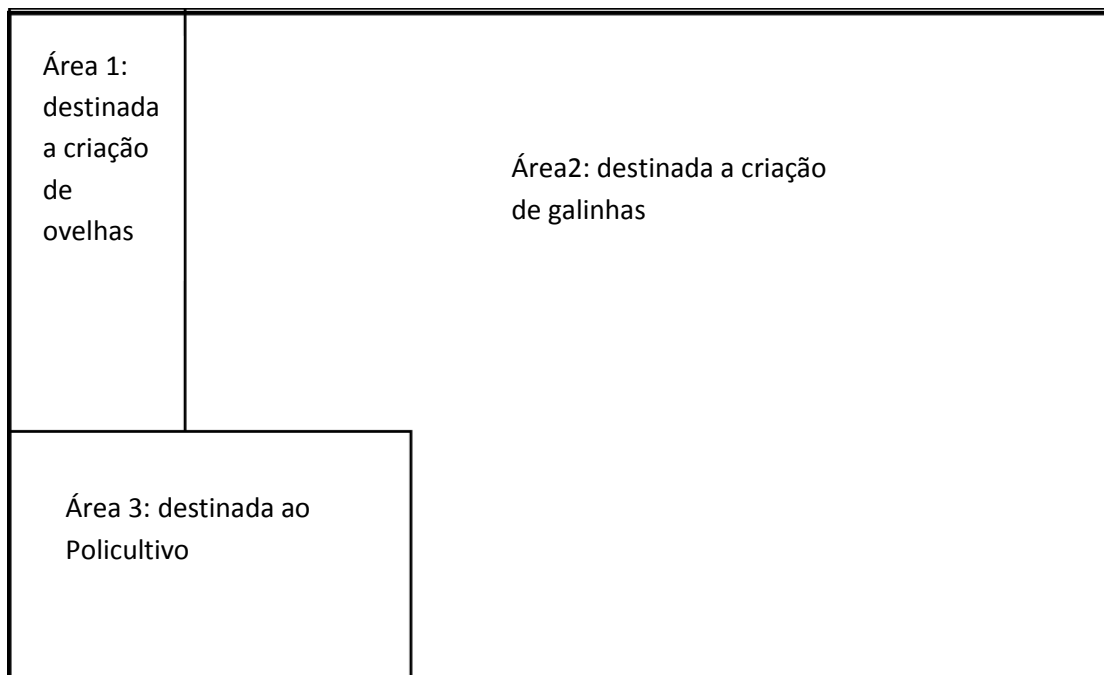 Área 1:
destinada
a criação
de
ovelhas
Área2: destinada a criação
de galinhas
Área 3: destinada ao
Policultivo